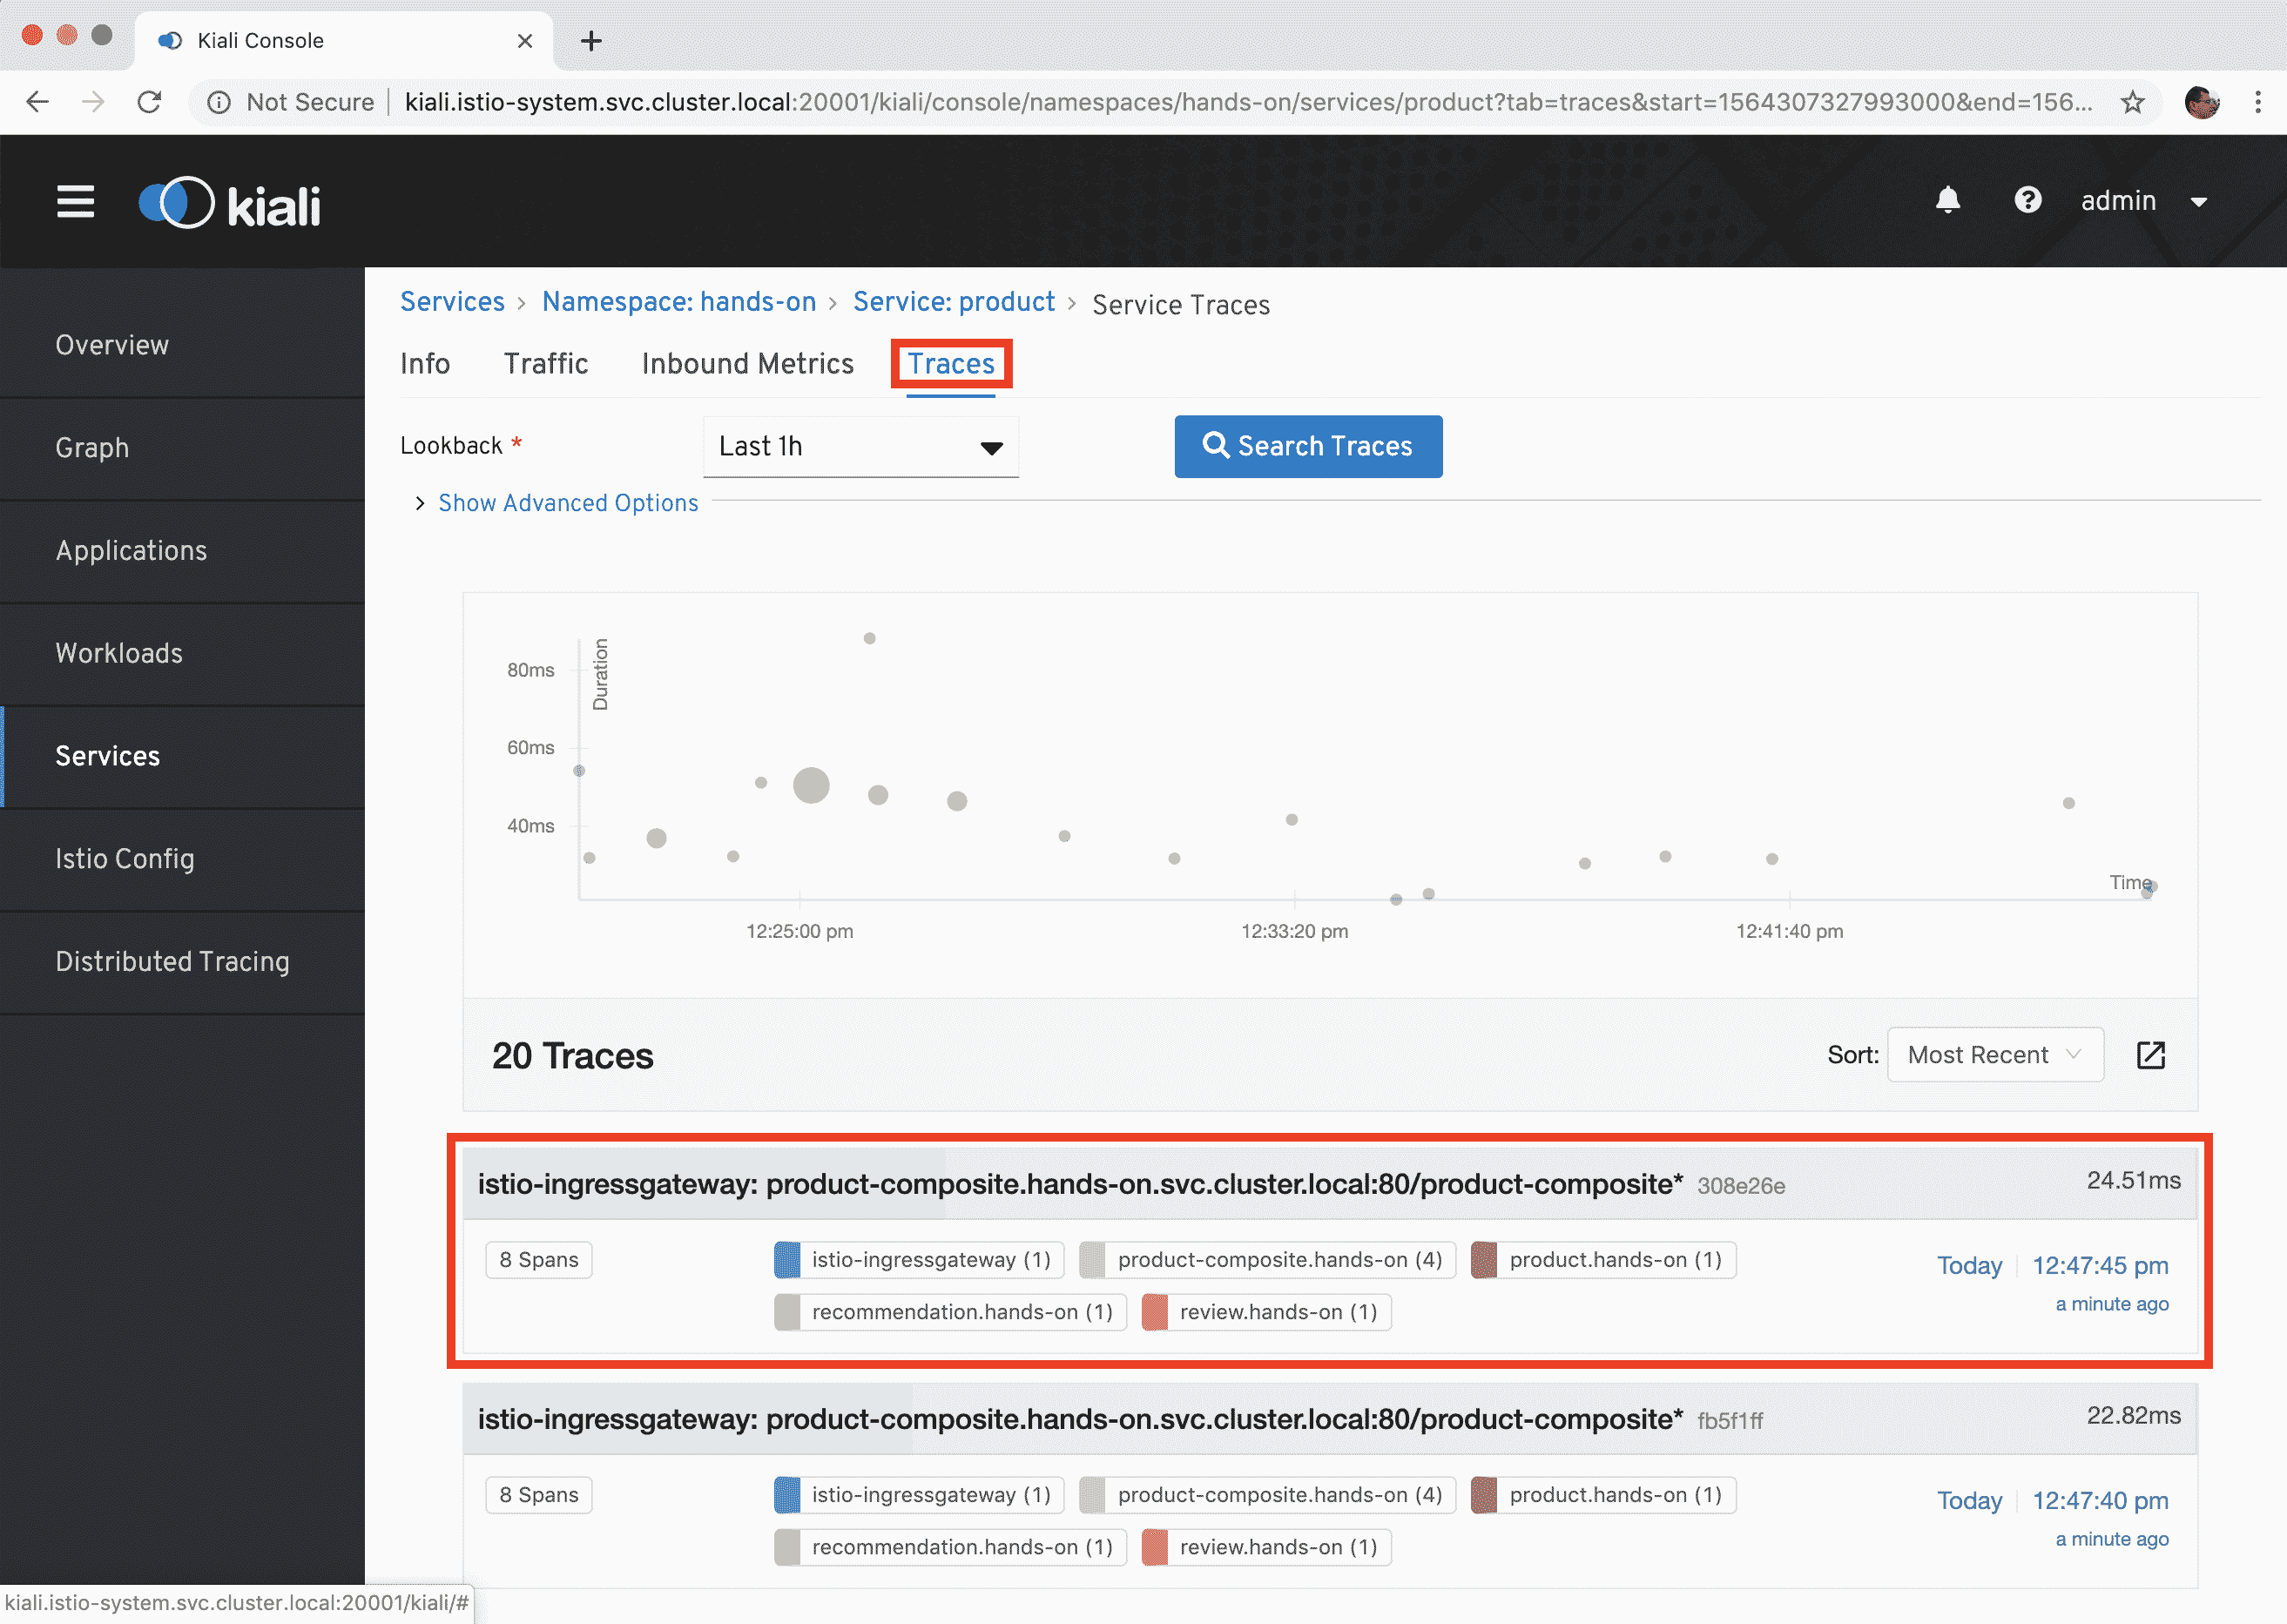 Kiali Console
Not Secure kiali.istio-system.svc.cluster.local:20001/kiali/console/namespaces/hands-on/services/product?tab=traces&start=1564307327993000&end=156...
kiali
admin
Overview
Graph
Applications
Workloads
Services
Istio Config
Distributed Tracing
Services > Namespace: hands-on > Service: product > Service Traces
Info Traffic Inbound Metrics Traces
Lookback * Last 1h Search Traces
> Show Advanced Options
Duration
80ms
60ms
40ms
Time
12:25:00 pm 12:33:20 pm 12:41:40 pm
20 Traces Sort: Most Recent
istio-ingressgateway: product-composite.hands-on.svc.cluster.local:80/product-composite* 308e26e 24.51ms
8 Spans istio-ingressgateway (1) product-composite.hands-on (4) product.hands-on (1) Today 12:47:45 pm
recommendation.hands-on (1) review.hands-on (1) a minute ago
istio-ingressgateway: product-composite.hands-on.svc.cluster.local:80/product-composite* fb5f1ff 22.82ms
8 Spans istio-ingressgateway (1) product-composite.hands-on (4) product.hands-on (1) Today 12:47:40 pm
recommendation.hands-on (1) review.hands-on (1) a minute ago
kiali.istio-system.svc.cluster.local:20001/kiali/#